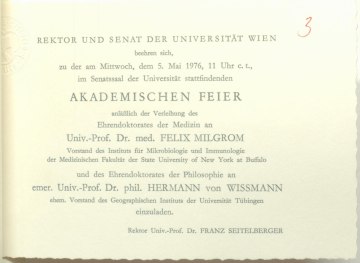 3
REKTOR UND SENAT DER UNIVERSITÄT WIEN
beehren sich,
zu der am Mittwoch, dem 5. Mai 1976, 11 Uhr c. t.,
im Senatssaal der Universität stattfindenden
AKADEMISCHEN FEIER
anläßlich der Verleihung des
Ehrendoktorates der Medizin an
Univ.-Prof. Dr. med. FELIX MILGROM
Vorstand des Instituts für Mikrobiologie und Immunologie
der Medizinischen Fakultät der State University of New York at Buffalo
und des Ehrendoktorates der Philosophie an
emer. Univ.-Prof. Dr. phil. HERMANN von WISSMANN
ehem. Vorstand des Geographischen Instituts der Universität Tübingen
einzuladen.
Rektor Univ.-Prof. Dr. FRANZ SEITELBERGER